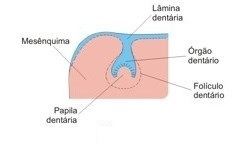 Lâmina
dentária
Mesênquima
Órgão
dentário
Folículo
dentário
Papila
dentária